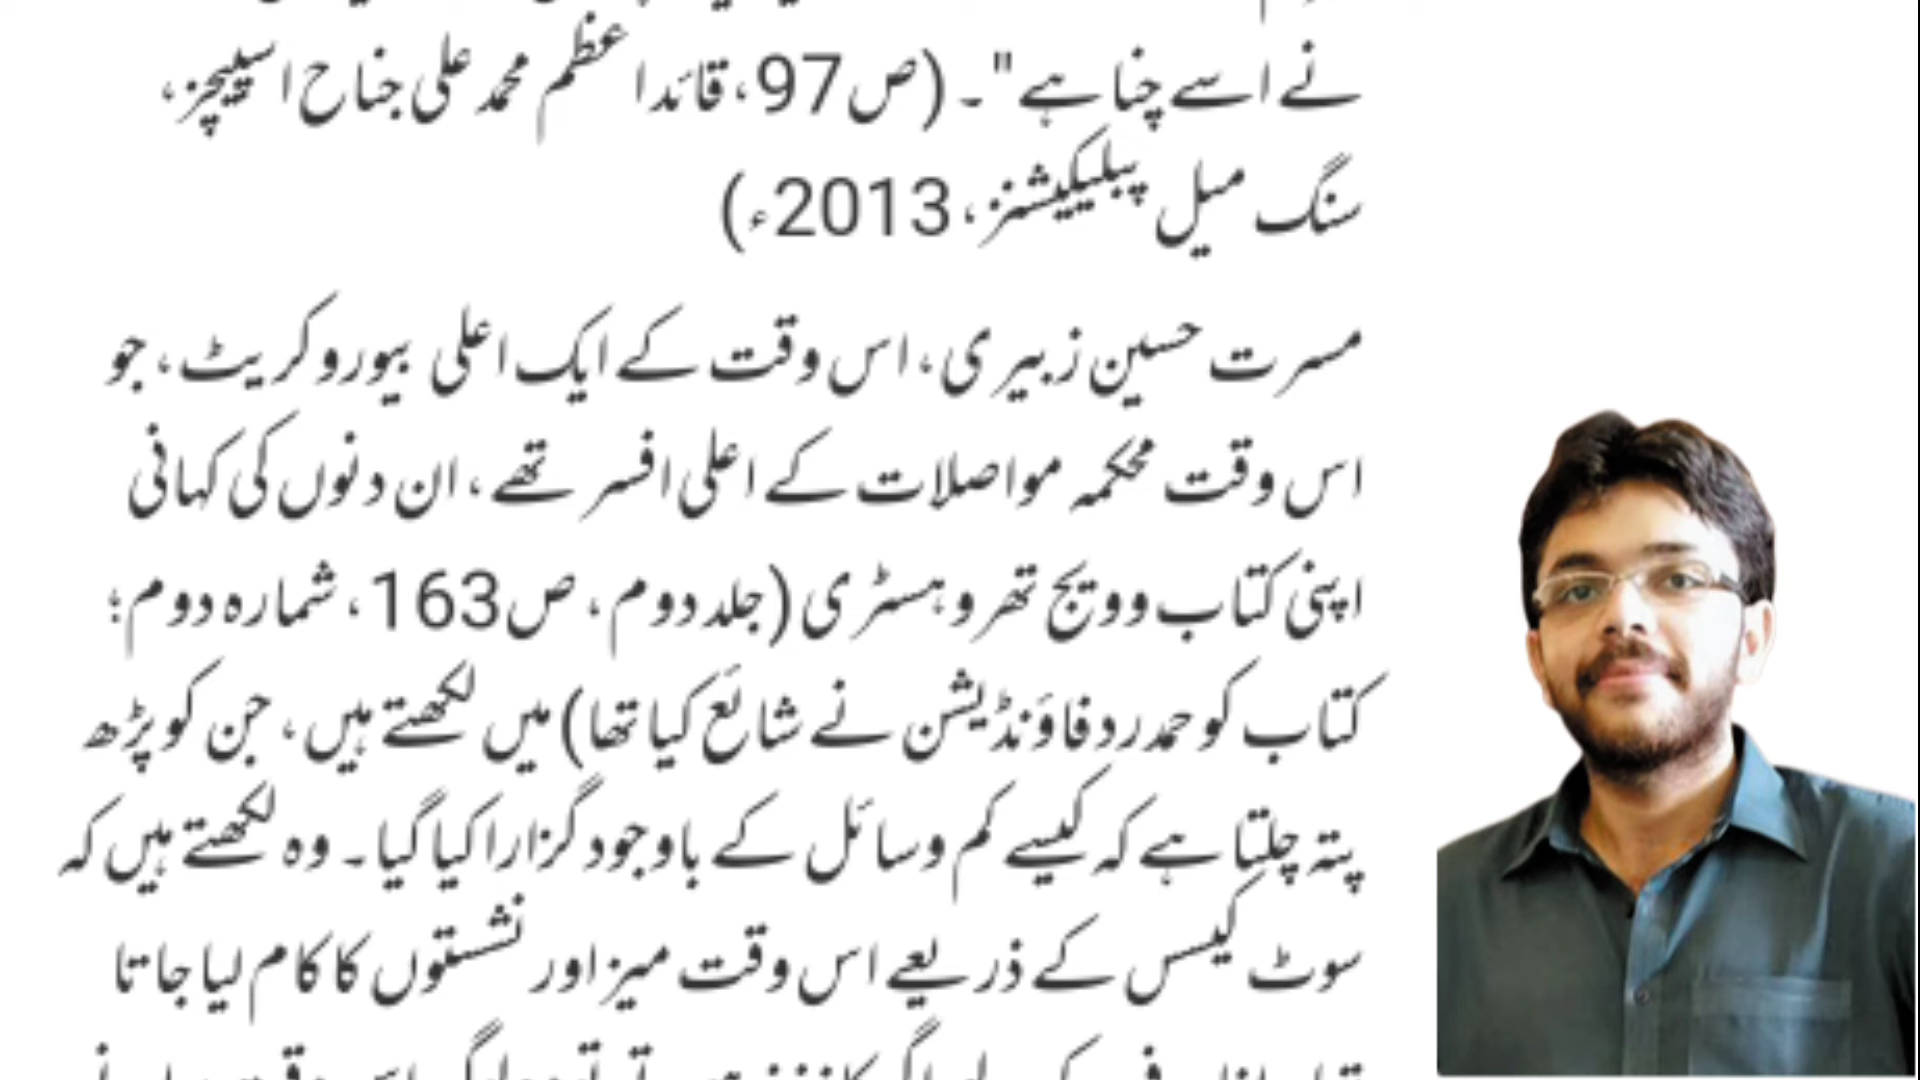 نے اسے چنا ہے"۔ (ص97، قائداعظم محمد علی جناح اسپیچز،
سنگ میل پبلیکیشنز، 2013ء)
مسرت حسین زبیری، اس وقت کے ایک اعلی بیوروکریٹ، جو
اس وقت محکمہ مواصلات کے اعلی افسر تھے، ان دنوں کی کہانی
اپنی کتاب وویج تھرو ہسٹری (جلد دوم، ص163، شمارہ دوم؛
کتاب کو حمدرد فاؤنڈیشن نے شائع کیا تھا) میں لکھتے ہیں، جن کو پڑھ
پتہ چلتا ہے کہ کیسے کم وسائل کے باوجود گزارا کیا گیا۔ وہ لکھتے ہیں کہ
سوٹ کیس کے ذریعے اس وقت میز اور نشستوں کا کام لیا جاتا